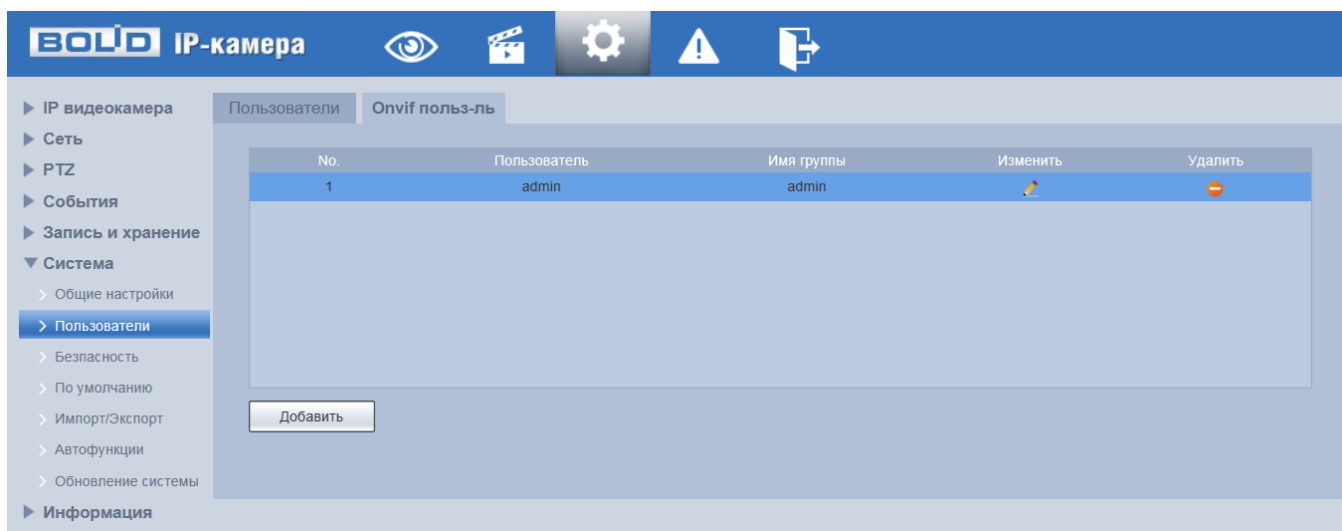 BOLID IP-камера
IP видеокамера
Сеть
PTZ
События
Запись и хранение
Система
Общие настройки
Пользователи
Безпасность
По умолчанию
Импорт/Экспорт
Автофункции
Обновление системы
Информация
Пользователи Onvif польз-ль
No. Пользователь Имя группы Изменить Удалить
1 admin admin
Добавить